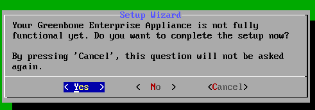 Setup Wizard
Your Greenbone Enterprise Appliance is not fully
functional yet. Do you want to complete the setup now?
By pressing 'Cancel', this question will not be asked
again.
< Yes > < No > <Cancel>